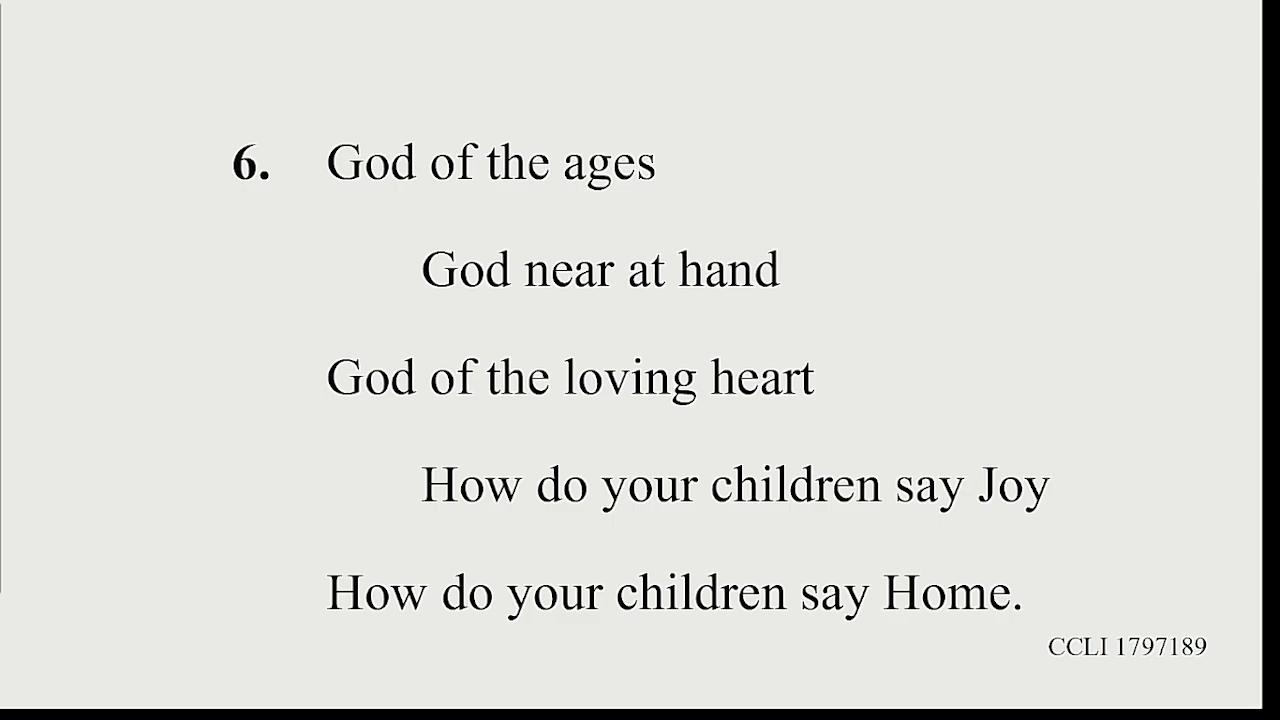 6. God of the ages
God near at hand
God of the loving heart
How do your children say Joy
How do your children say Home.
CCLI 1797189